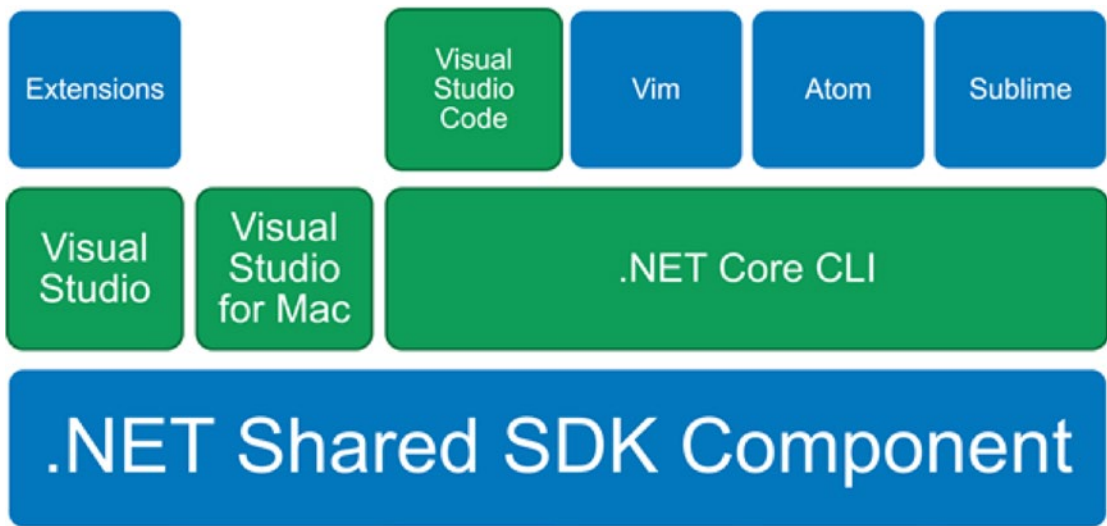 Extensions
Visual
Studio
Code
Vim
Atom
Sublime
Visual
Studio
Visual
Studio
for Mac
.NET Core CLI
.NET Shared SDK Component